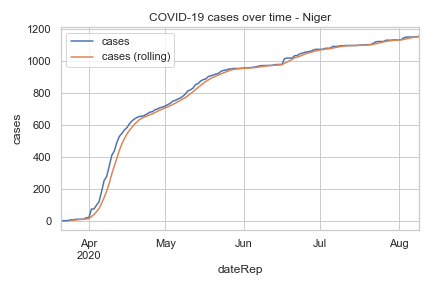 COVID-19 cases over time - Niger
cases
cases (rolling)
1200
1000
800
600
400
200
0
cases
Apr
2020
May
Jun
Jul
Aug
dateRep